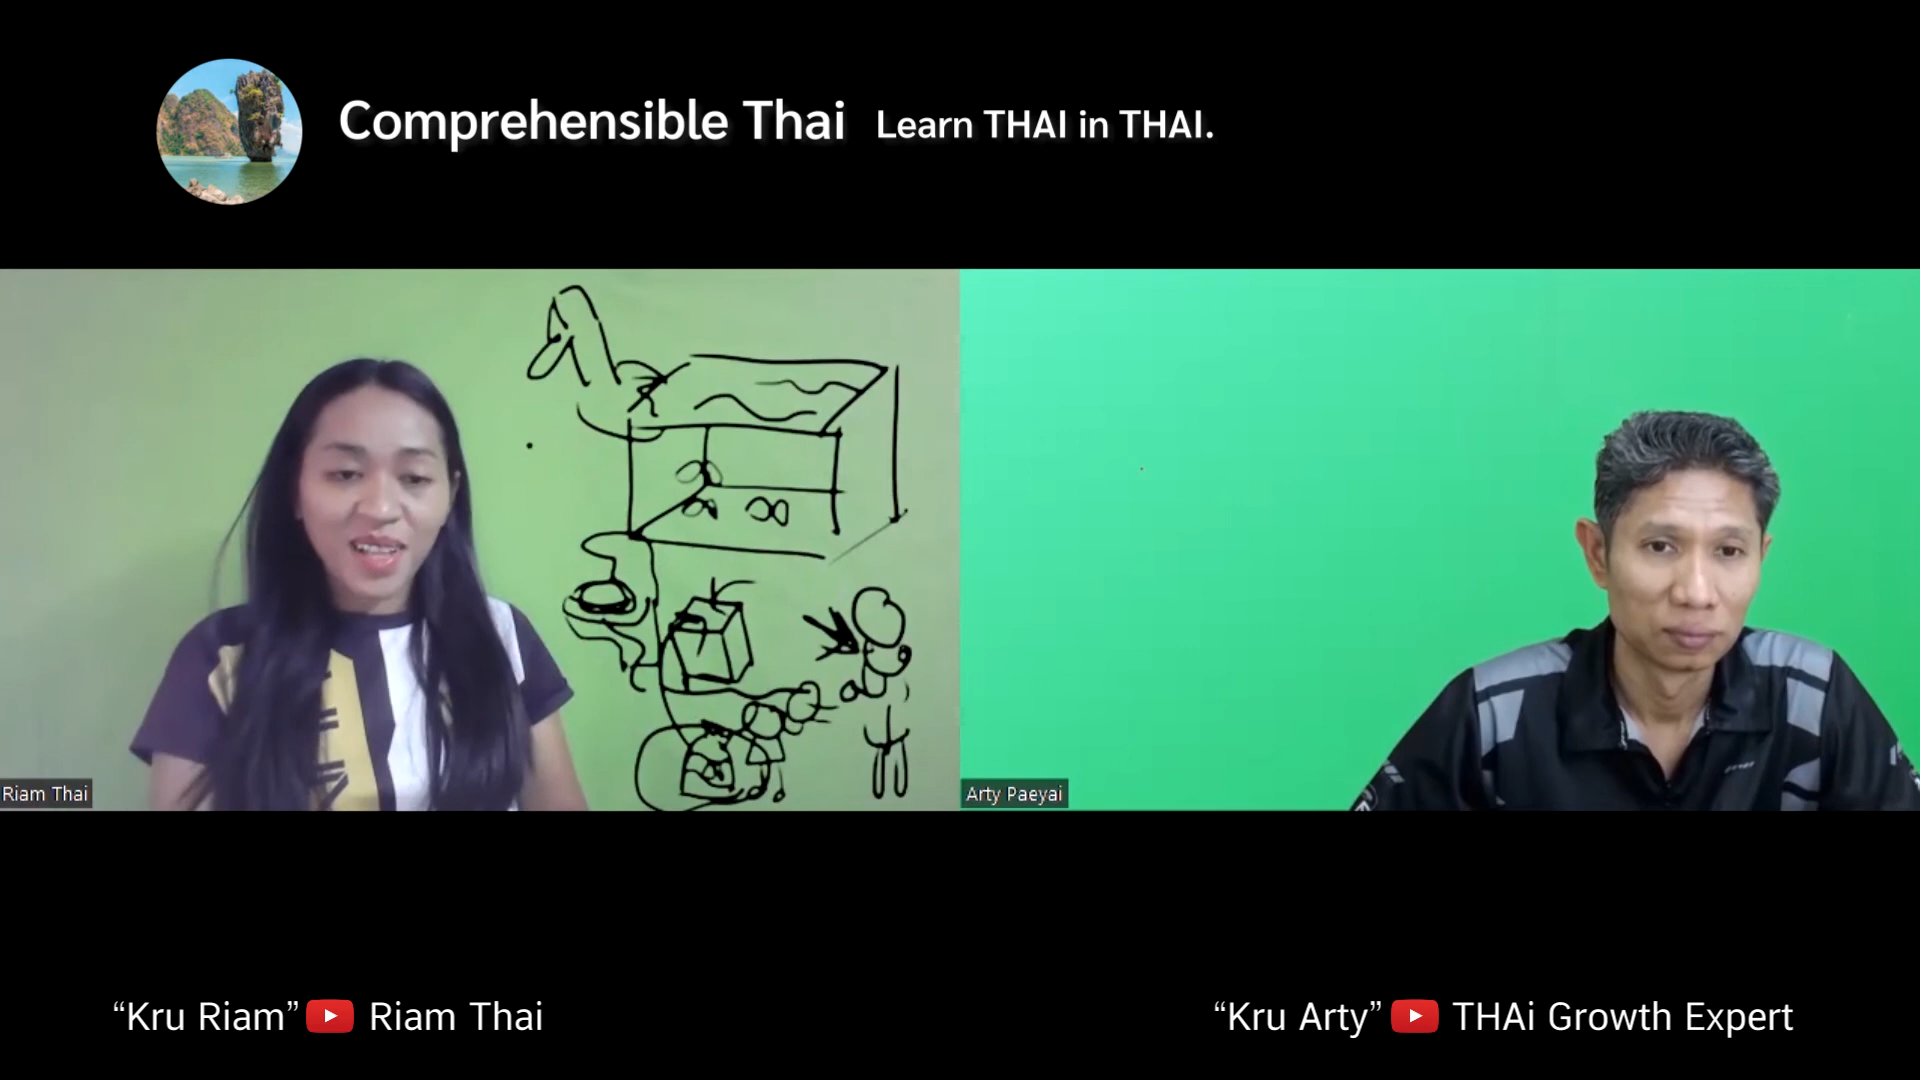 Comprehensible Thai Learn THAI in THAI.
Riam Thai
Arty Paeyai
“Kru Riam” Riam Thai
“Kru Arty” THAi Growth Expert